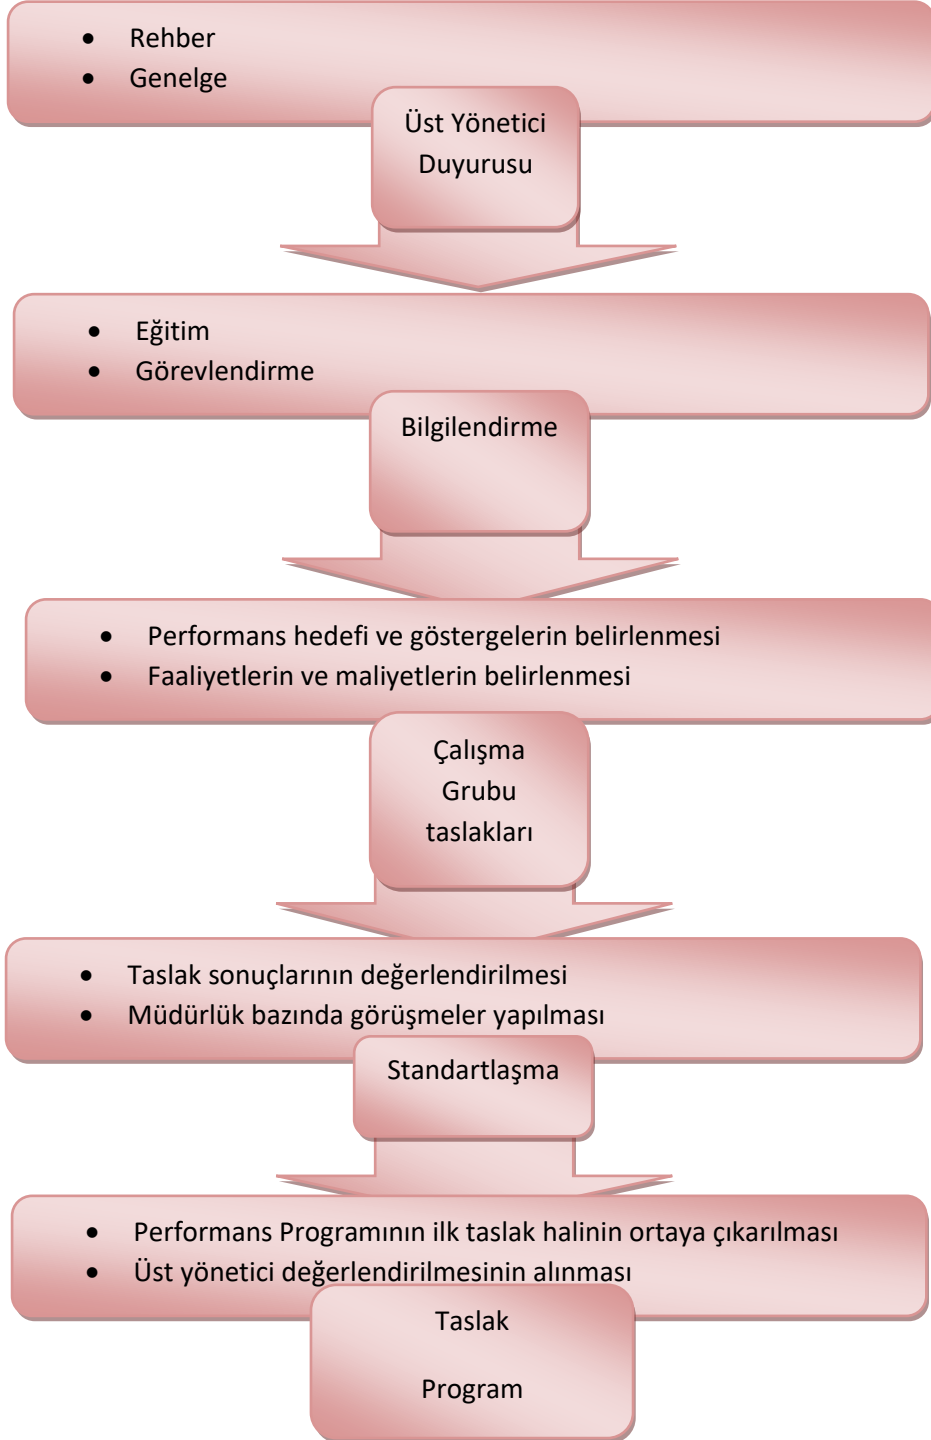 • Rehber
• Genelge
Üst Yönetici
Duyurusu
• Eğitim
• Görevlendirme
Bilgilendirme
• Performans hedefi ve göstergelerin belirlenmesi
• Faaliyetlerin ve maliyetlerin belirlenmesi
Çalışma
Grubu
taslakları
• Taslak sonuçlarının değerlendirilmesi
• Müdürlük bazında görüşmeler yapılması
Standartlaşma
• Performans Programının ilk taslak halinin ortaya çıkarılması
• Üst yönetici değerlendirilmesinin alınması
Taslak
Program